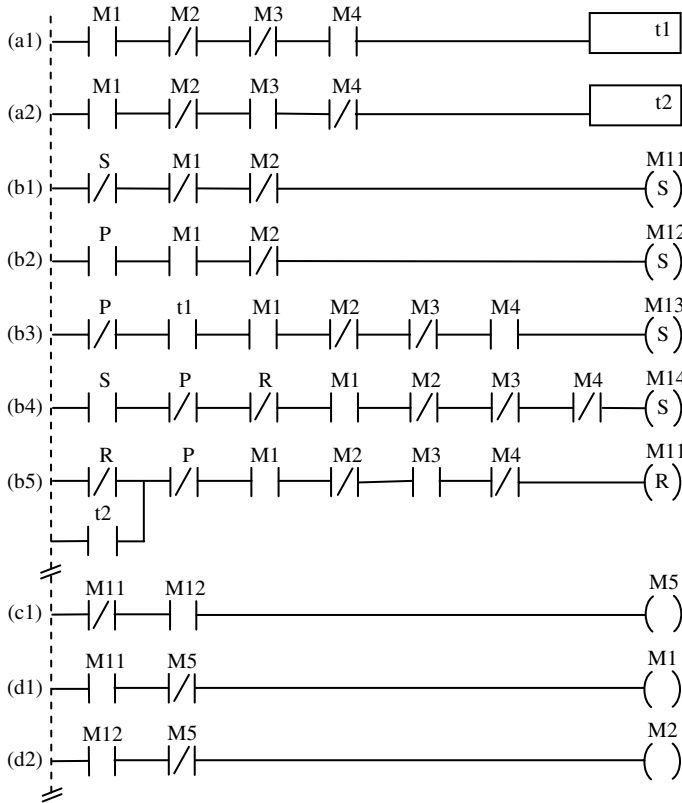 M1 M2 M3 M4
(a1) t1
M1 M2 M3 M4
(a2) t2
S M1 M2 M11
(b1) S
P M1 M2 M12
(b2) S
P t1 M1 M2 M3 M4 M13
(b3) S
S P R M1 M2 M3 M4 M14
(b4) S
R P M1 M2 M3 M4 M11
(b5) R
t2
M11 M12 M5
(c1)
M11 M5 M1
(d1)
M12 M5 M2
(d2)